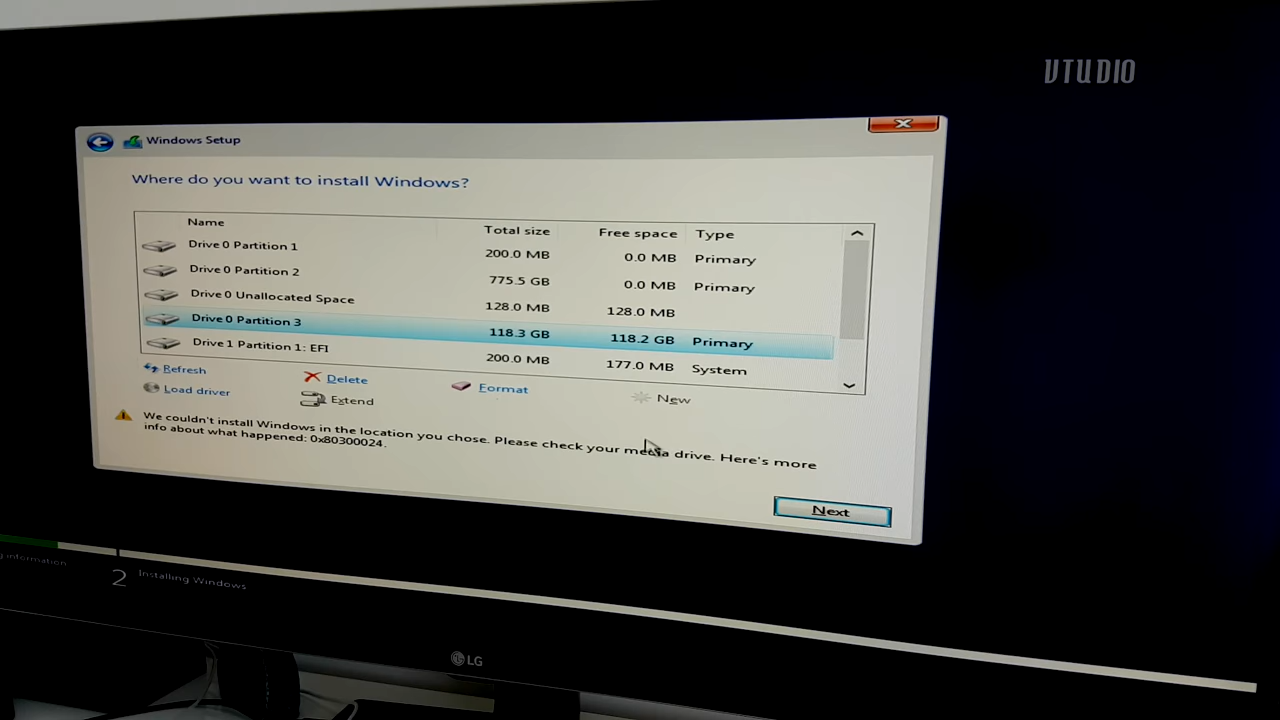 VTUDIO
Windows Setup
Where do you want to install Windows?
Name Total size Free space Type
Drive 0 Partition 1 200.0 MB 0.0 MB Primary
Drive 0 Partition 2 775.5 GB 0.0 MB Primary
Drive 0 Unallocated Space 128.0 MB 128.0 MB
Drive 0 Partition 3 118.3 GB 118.2 GB Primary
Drive 1 Partition 1: EFI 200.0 MB 177.0 MB System
Refresh Delete Format New
Load driver Extend
We couldn't install Windows in the location you chose. Please check your media drive. Here's more
info about what happened: 0x80300024.
Next
information
2 Installing Windows
LG